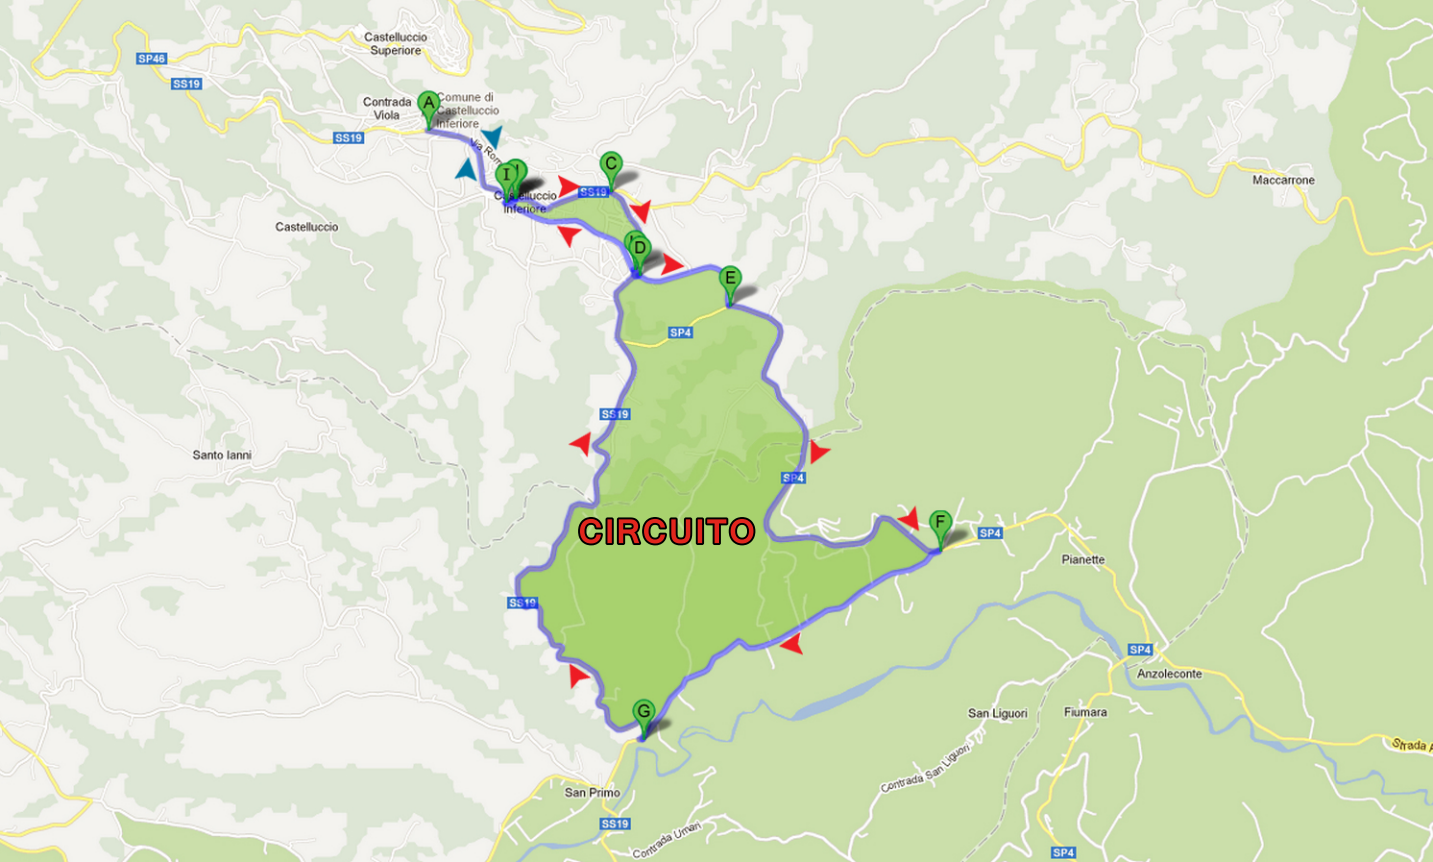 Castelluccio
Superiore
SP46
SS19
Contrada
Viola
A
Comune di
Castelluccio
Inferiore
SS19
Via Rom
C
I
SS19
Maccarrone
Castelluccio
Inferiore
Castelluccio
D
E
SP4
SS19
Santo Ianni
SP4
CIRCUITO
F
SP4
Pianette
SS19
SP4
Anzoleconte
G
San Liguori
Fiumara
Strada
Contrada San Liguori
San Primo
SS19
Contrada Umari
SP4